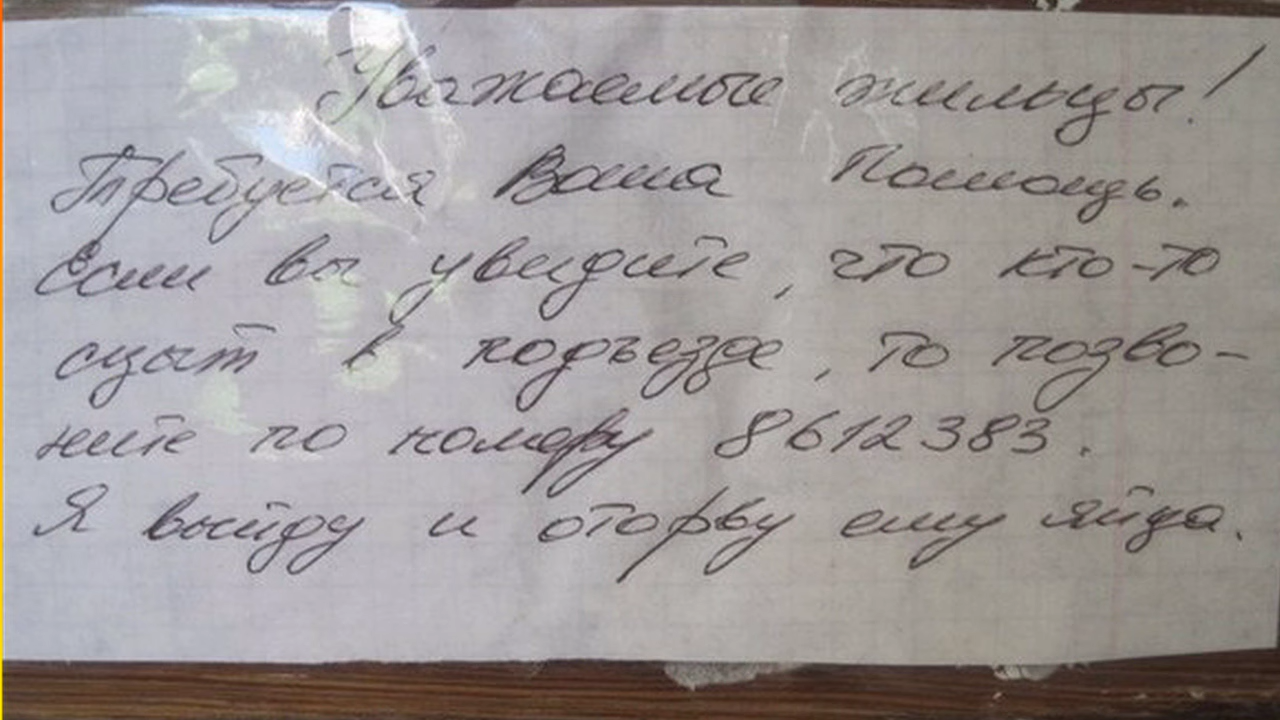 Уважаемые жильцы!
Требуется Ваша Помощь.
Если вы увидите, что кто-то
сцыт в подъезде, то позво-
ните по номеру 8612383.
Я выйду и оторву ему яйца.